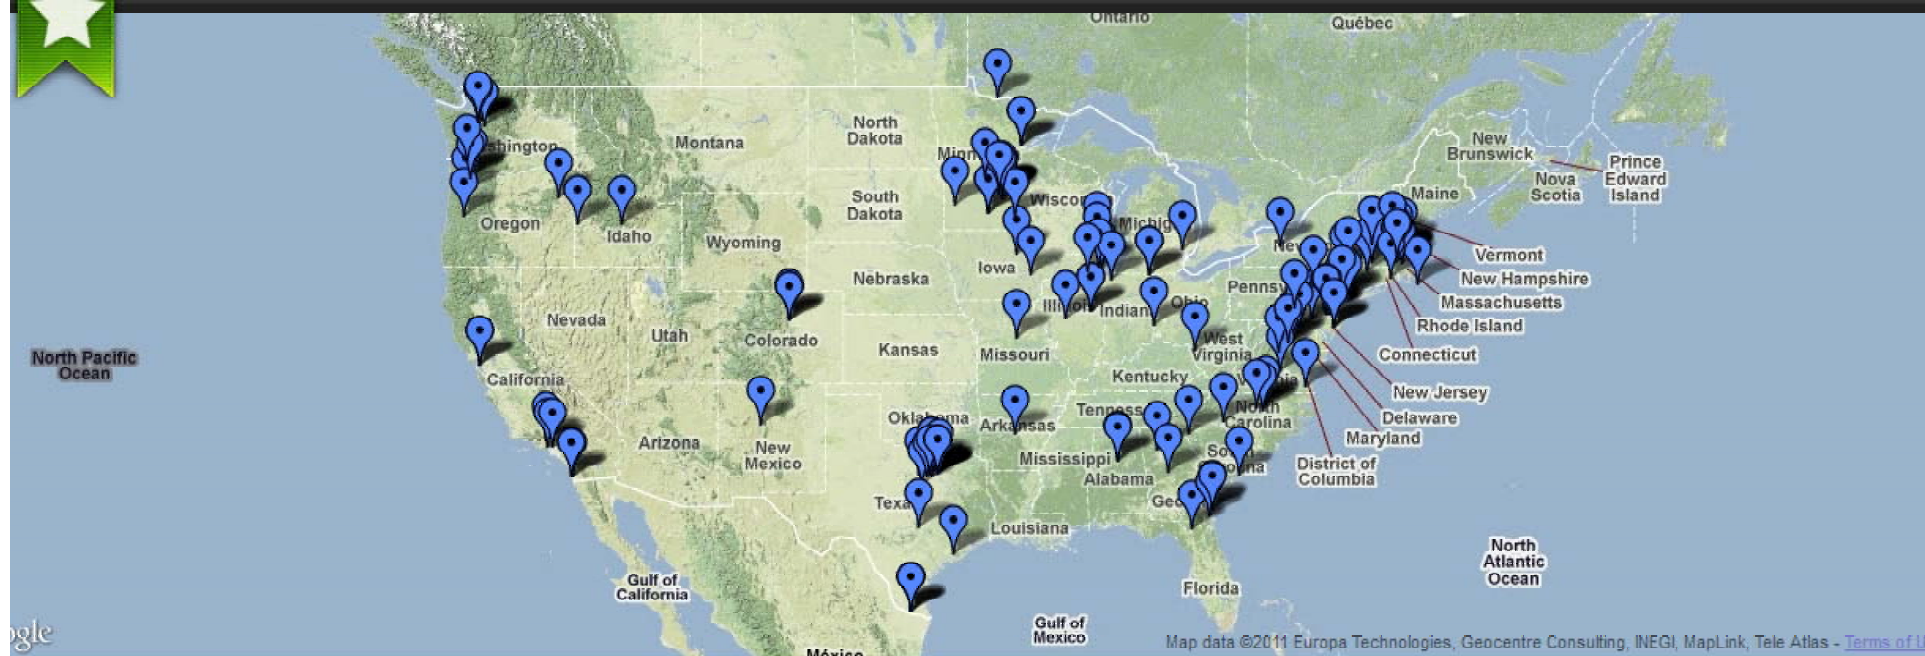 Ontario
Québec
North
Dakota
Montana
New
Brunswick
Prince
Edward
Island
Nova
Scotia
Maine
South
Dakota
Oregon
Idaho
Wyoming
Iowa
Nebraska
Vermont
New Hampshire
Massachusetts
Rhode Island
Connecticut
Nevada
Utah
Colorado
Kansas
Missouri
West
Virginia
North Pacific
Ocean
California
Kentucky
New Jersey
Delaware
Maryland
District of
Columbia
Arizona
New
Mexico
Arkansas
North
Carolina
Mississippi
Alabama
Louisiana
Florida
Gulf of
California
Gulf of
Mexico
North
Atlantic
Ocean
México
Map data ©2011 Europa Technologies, Geocentre Consulting, INEGI, MapLink, Tele Atlas - Terms of U